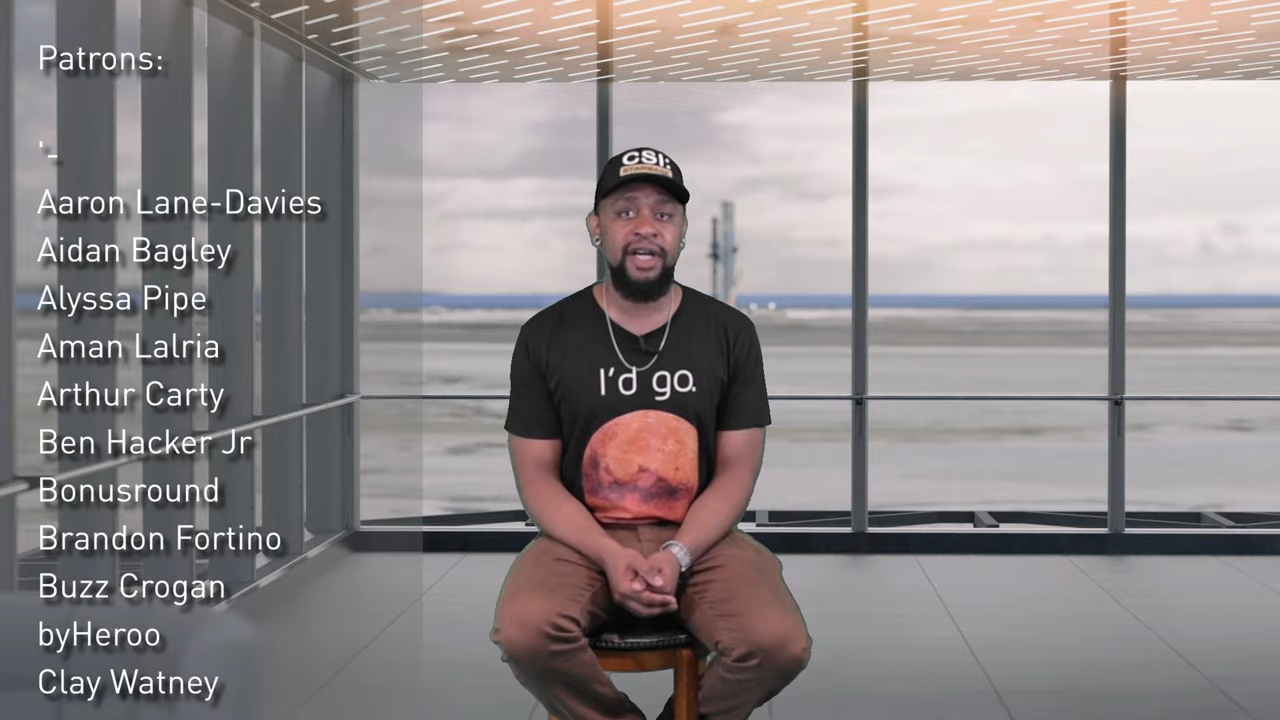 Patrons:
'-
Aaron Lane-Davies
Aidan Bagley
Alyssa Pipe
Aman Lalria
Arthur Carty
Ben Hacker Jr
Bonusround
Brandon Fortino
Buzz Crogan
byHeroo
Clay Watney
CSI:
STARBASE
I'd go.